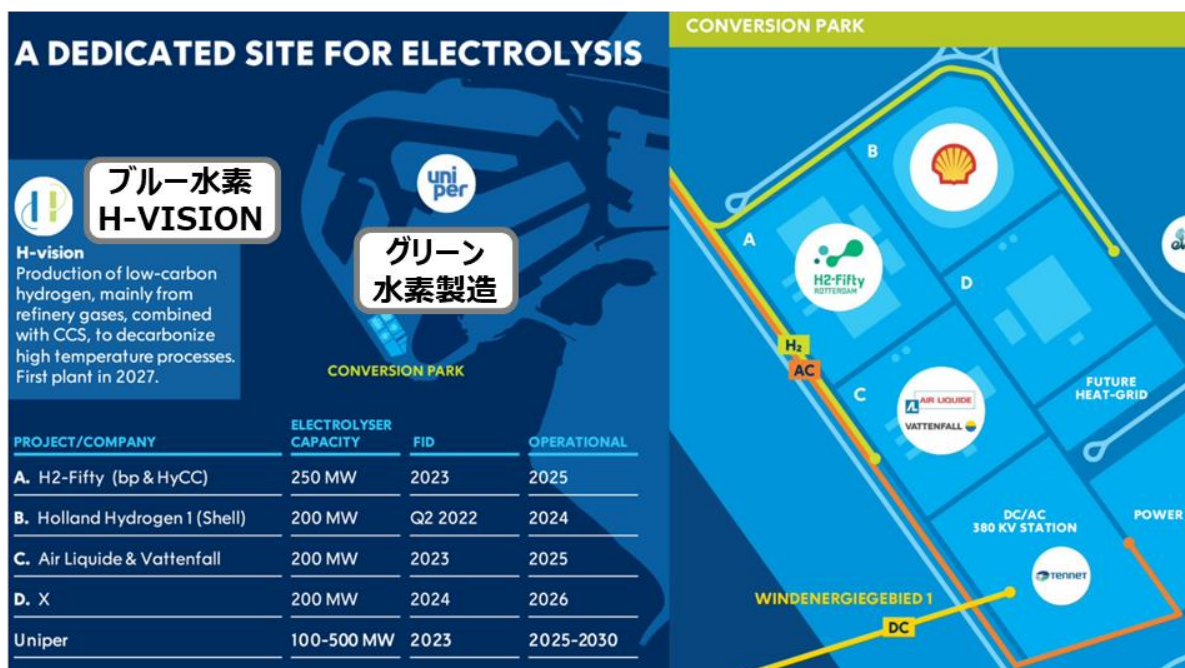 A DEDICATED SITE FOR ELECTROLYSIS
ブルー水素
H-VISION
H-vision
Production of low-carbon
hydrogen, mainly from
refinery gases, combined
with CCS, to decarbonize
high temperature processes.
First plant in 2027.
uni
per
グリーン
水素製造
CONVERSION PARK
PROJECT/COMPANY ELECTROLYSER CAPACITY FID OPERATIONAL
A. H2-Fifty (bp & HyCC) 250 MW 2023 2025
B. Holland Hydrogen 1 (Shell) 200 MW Q2 2022 2024
C. Air Liquide & Vattenfall 200 MW 2023 2025
D. X 200 MW 2024 2026
Uniper 100-500 MW 2023 2025-2030
CONVERSION PARK
B
A
H2-Fifty
ROTTERDAM
D
H₂
AC
C
AIR LIQUIDE
VATTENFALL
FUTURE
HEAT-GRID
DC/AC
380 KV STATION
POWER
TENNET
WINDENERGIEGEBIED 1
DC